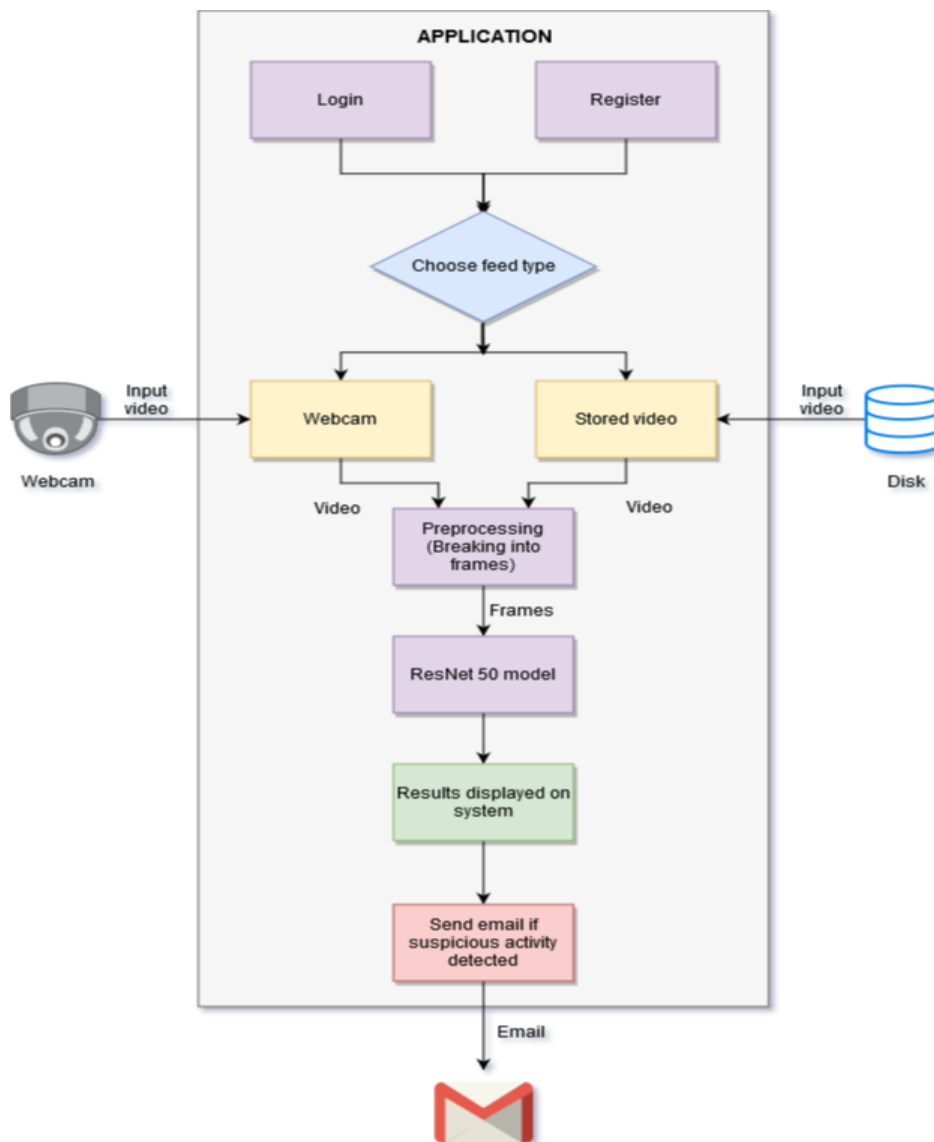 APPLICATION
Login
Register
Choose feed type
Input
video
Webcam
Stored video
Input
video
Webcam
Disk
Video
Video
Preprocessing
(Breaking into
frames)
Frames
ResNet 50 model
Results displayed on
system
Send email if
suspicious activity
detected
Email